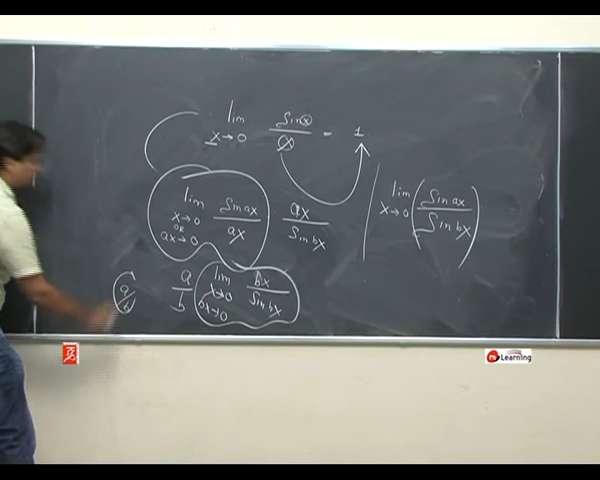 lim x→0 sin x / x = 1
lim x→0 or ax→0 sin ax / ax  ax / sin bx
lim x→0 (sin ax / sin bx)
a/b  a/b lim x→0 bx→0 bx / sin bx
Learning